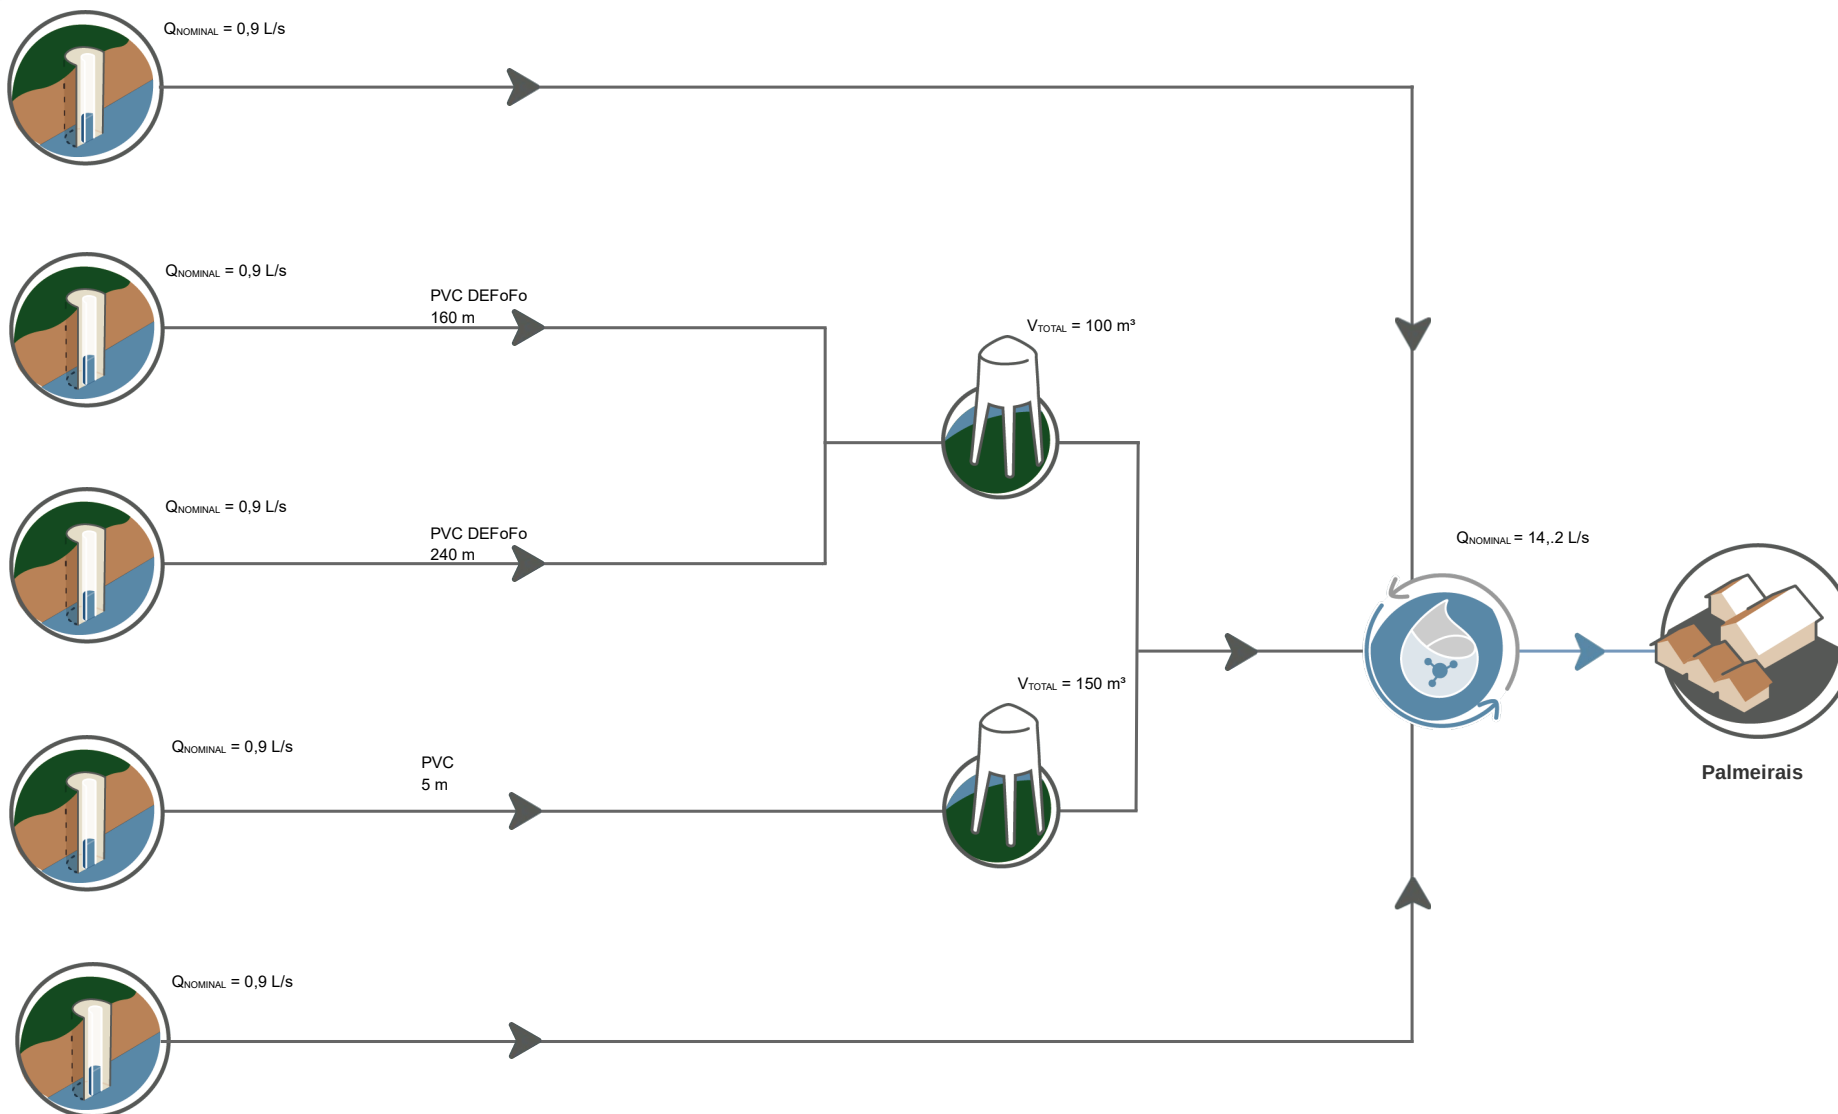 QNOMINAL = 0,9 L/s
QNOMINAL = 0,9 L/s
PVC DEFoFo
160 m
VTOTAL = 100 m³
QNOMINAL = 0,9 L/s
PVC DEFoFo
240 m
QNOMINAL = 14,.2 L/s
VTOTAL = 150 m³
QNOMINAL = 0,9 L/s
PVC
5 m
Palmeirais
QNOMINAL = 0,9 L/s